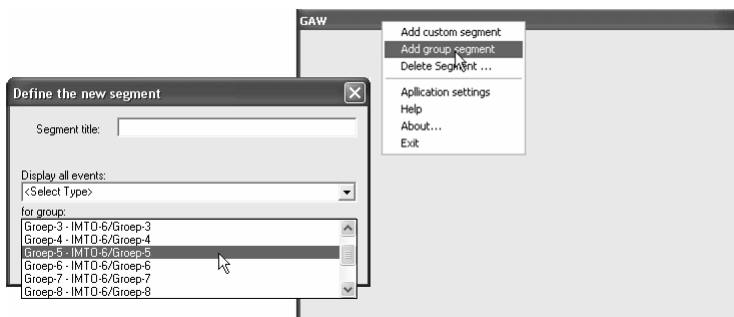 GAW
Add custom segment
Add group segment
Delete Segment ...
Apllication settings
Help
About...
Exit
Define the new segment
Segment title:
Display all events:
<Select Type>
for group:
Groep-3 - IMTO-6/Groep-3
Groep-4 - IMTO-6/Groep-4
Groep-5 - IMTO-6/Groep-5
Groep-6 - IMTO-6/Groep-6
Groep-7 - IMTO-6/Groep-7
Groep-8 - IMTO-6/Groep-8